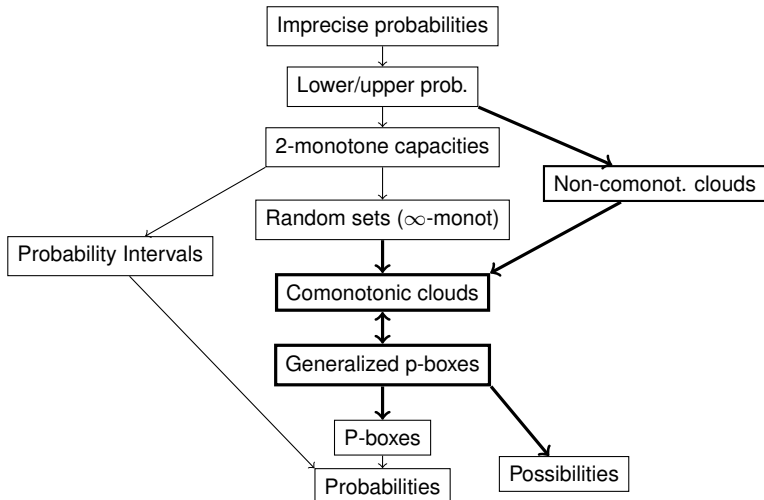 Imprecise probabilities
Lower/upper prob.
2-monotone capacities
Non-comonot. clouds
Random sets (∞-monot)
Probability Intervals
Comonotonic clouds
Generalized p-boxes
P-boxes
Possibilities
Probabilities